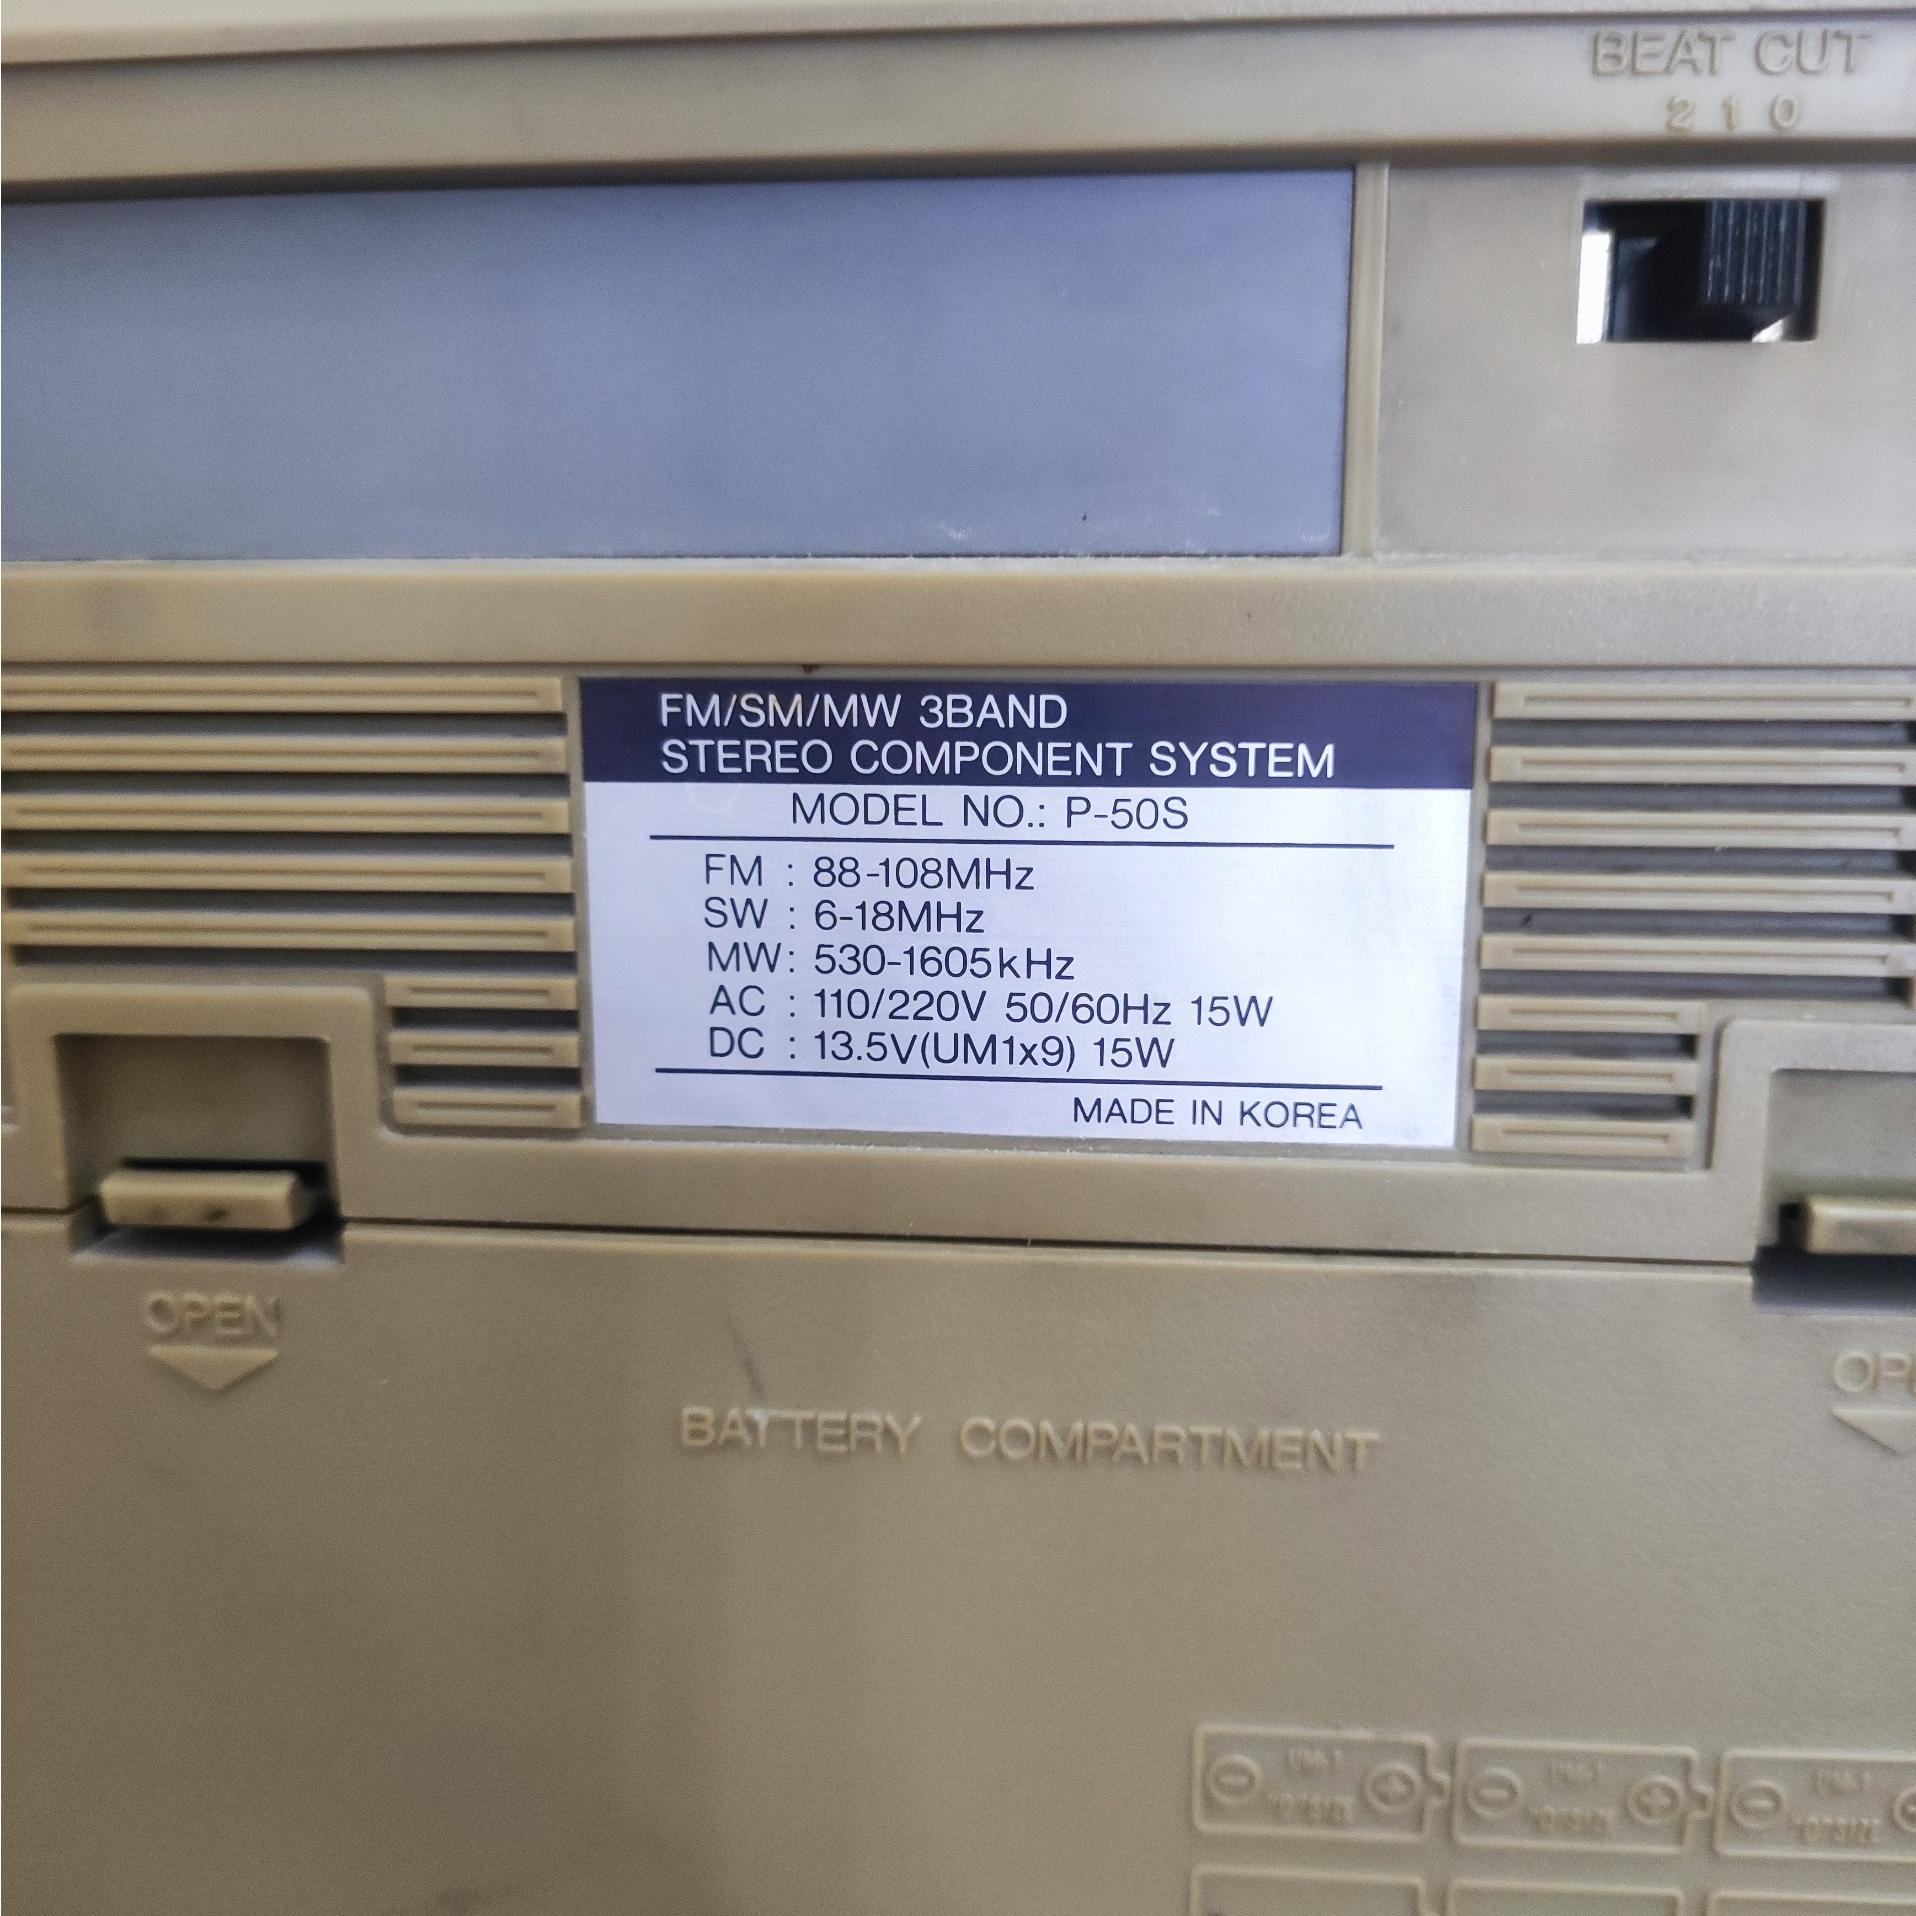 BEAT CUT
2 1 0
FM/SM/MW 3BAND
STEREO COMPONENT SYSTEM
MODEL NO.: P-50S
FM : 88-108MHz
SW : 6-18MHz
MW: 530-1605kHz
AC : 110/220V 50/60Hz 15W
DC : 13.5V(UM1x9) 15W
MADE IN KOREA
OPEN
BATTERY COMPARTMENT